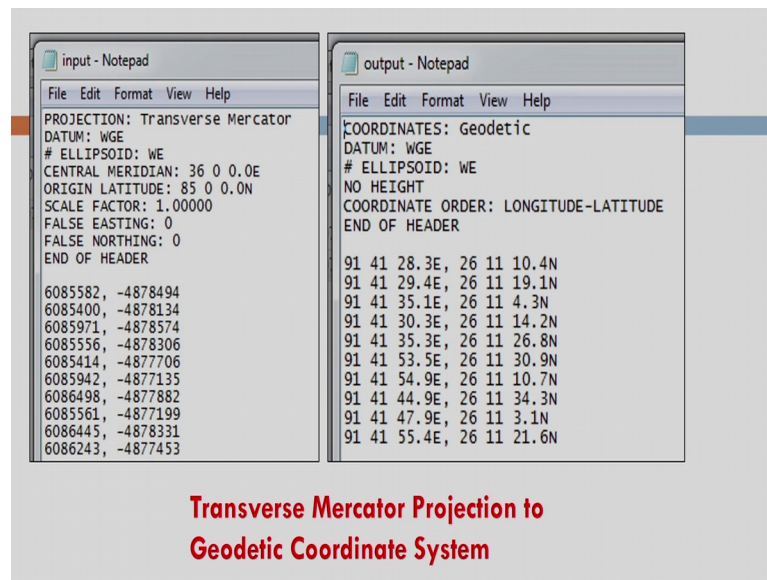 input - Notepad
File Edit Format View Help
PROJECTION: Transverse Mercator
DATUM: WGE
# ELLIPSOID: WE
CENTRAL MERIDIAN: 36 0 0.0E
ORIGIN LATITUDE: 85 0 0.0N
SCALE FACTOR: 1.00000
FALSE EASTING: 0
FALSE NORTHING: 0
END OF HEADER
6085582, -4878494
6085400, -4878134
6085971, -4878574
6085556, -4878306
6085414, -4877706
6085942, -4877135
6086498, -4877882
6085561, -4877199
6086445, -4878331
6086243, -4877453
output - Notepad
File Edit Format View Help
COORDINATES: Geodetic
DATUM: WGE
# ELLIPSOID: WE
NO HEIGHT
COORDINATE ORDER: LONGITUDE-LATITUDE
END OF HEADER
91 41 28.3E, 26 11 10.4N
91 41 29.4E, 26 11 19.1N
91 41 35.1E, 26 11 4.3N
91 41 30.3E, 26 11 14.2N
91 41 35.3E, 26 11 26.8N
91 41 53.5E, 26 11 30.9N
91 41 54.9E, 26 11 10.7N
91 41 44.9E, 26 11 34.3N
91 41 47.9E, 26 11 3.1N
91 41 55.4E, 26 11 21.6N
Transverse Mercator Projection to
Geodetic Coordinate System